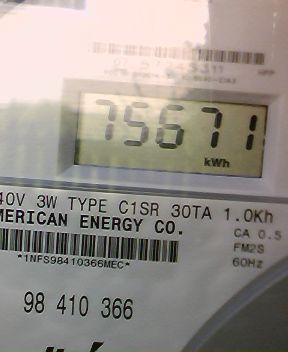 75671
kWh
40V 3W TYPE C1SR 30TA 1.0Kh
MERICAN ENERGY CO.
CA 0.5
FM2S
60Hz
*1NFS98410366MEC*
98 410 366